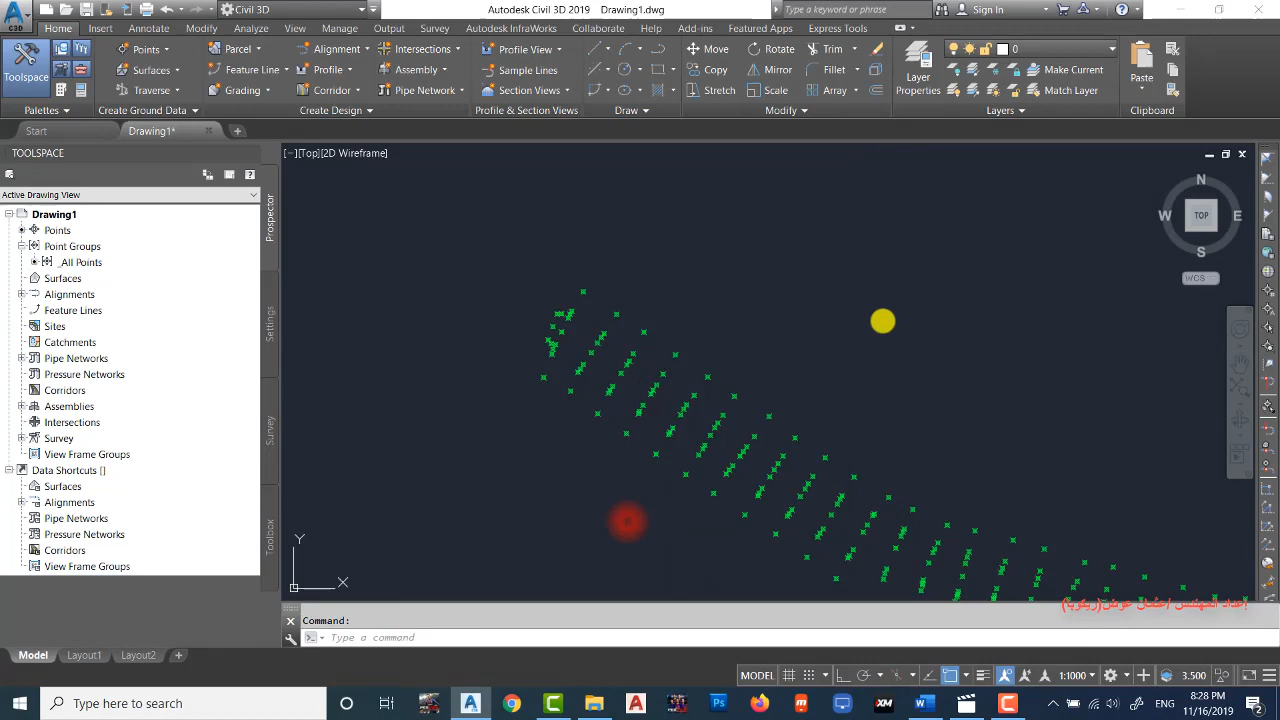 Civil 3D
Autodesk Civil 3D 2019 Drawing1.dwg
Type a keyword or phrase
Sign In
Home Insert Annotate Modify Analyze View Manage Output Survey Autodesk InfraWorks Collaborate Help Add-ins Featured Apps Express Tools
C3D
Toolspace
Points
Surfaces
Traverse
Parcel
Feature Line
Grading
Alignment
Profile
Corridor
Intersections
Assembly
Pipe Network
Profile View
Sample Lines
Section Views
Move
Copy
Stretch
Rotate
Mirror
Scale
Trim
Fillet
Array
Layer
Properties
0
Make Current
Match Layer
Paste
Palettes
Create Ground Data
Create Design
Profile & Section Views
Draw
Modify
Layers
Clipboard
Start
Drawing1*
TOOLSPACE
Active Drawing View
Drawing1
Points
Point Groups
_All Points
Surfaces
Alignments
Feature Lines
Sites
Catchments
Pipe Networks
Pressure Networks
Corridors
Assemblies
Intersections
Survey
View Frame Groups
Data Shortcuts []
Surfaces
Alignments
Pipe Networks
Pressure Networks
Corridors
View Frame Groups
Prospector
Settings
Survey
Toolbox
[−][Top][2D Wireframe]
N
W
TOP
E
S
WCS
Y
X
إعداد المهندس /عثمان عوض(ريكوبا)
Command:
Type a command
Model
Layout1
Layout2
MODEL
1:1000
3.500
Type here to search
ENG
8:28 PM
11/16/2019
2